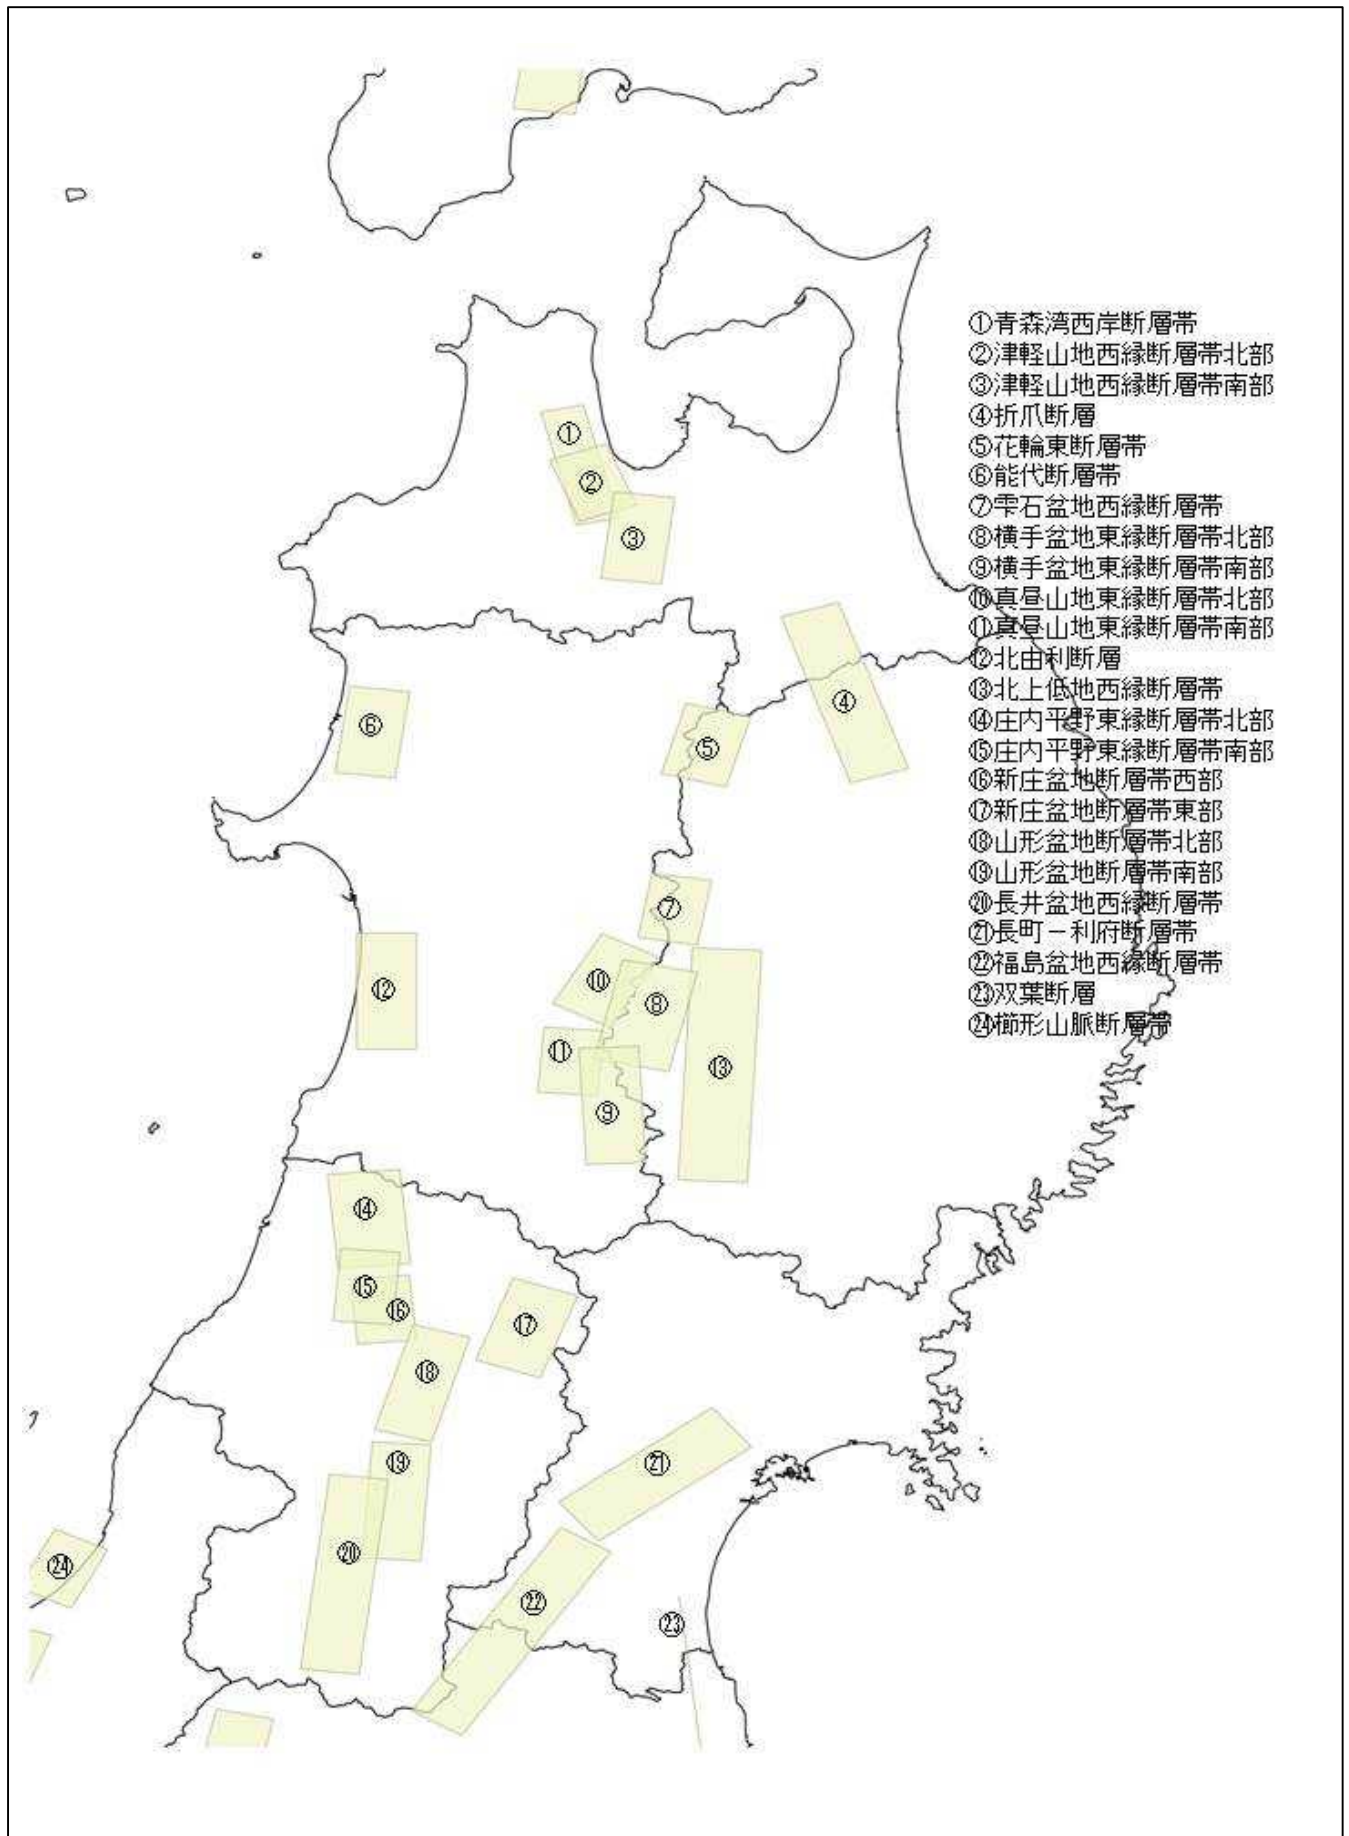 ①青森湾西岸断層帯
②津軽山地西縁断層帯北部
③津軽山地西縁断層帯南部
④折爪断層
⑤花輪東断層帯
⑥能代断層帯
⑦雫石盆地西縁断層帯
⑧横手盆地東縁断層帯北部
⑨横手盆地東縁断層帯南部
⑩真昼山地東縁断層帯北部
⑪真昼山地東縁断層帯南部
⑫北由利断層
⑬北上低地西縁断層帯
⑭庄内平野東縁断層帯北部
⑮庄内平野東縁断層帯南部
⑯新庄盆地断層帯西部
⑰新庄盆地断層帯東部
⑱山形盆地断層帯北部
⑲山形盆地断層帯南部
⑳長井盆地西縁断層帯
㉑長町－利府断層帯
㉒福島盆地西縁断層帯
㉓双葉断層
㉔櫛形山脈断層帯
①
②
③
④
⑥
⑤
⑦
⑩
⑫
⑧
⑪
⑬
⑨
⑭
⑮
⑯
⑰
⑱
⑲
㉑
⑳
㉔
㉒
㉓